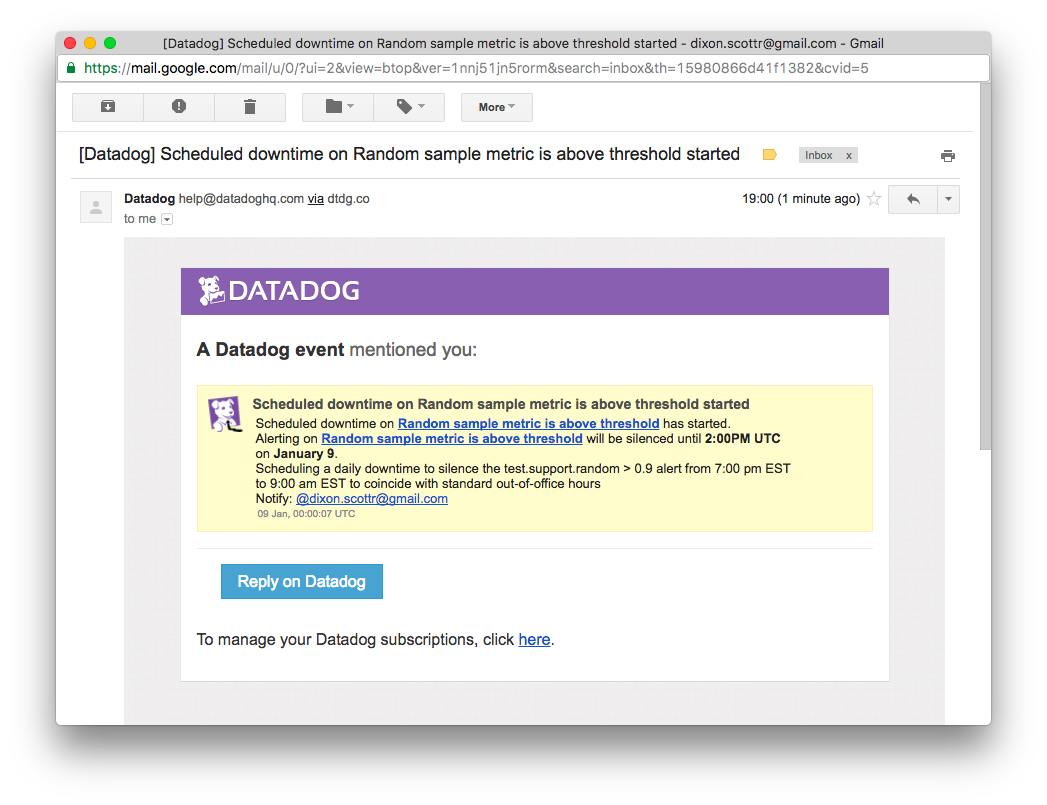 [Datadog] Scheduled downtime on Random sample metric is above threshold started - dixon.scottr@gmail.com - Gmail
https://mail.google.com/mail/u/0/?ui=2&view=btop&ver=1nnj51jn5rorm&search=inbox&th=15980866d41f1382&cvid=5
More
[Datadog] Scheduled downtime on Random sample metric is above threshold started
Inbox x
Datadog help@datadoghq.com via dtdg.co
19:00 (1 minute ago)
to me
DATADOG
A Datadog event mentioned you:
Scheduled downtime on Random sample metric is above threshold started
Scheduled downtime on Random sample metric is above threshold has started.
Alerting on Random sample metric is above threshold will be silenced until 2:00PM UTC
on January 9.
Scheduling a daily downtime to silence the test.support.random > 0.9 alert from 7:00 pm EST
to 9:00 am EST to coincide with standard out-of-office hours
Notify: @dixon.scottr@gmail.com
09 Jan, 00:00:07 UTC
Reply on Datadog
To manage your Datadog subscriptions, click here.